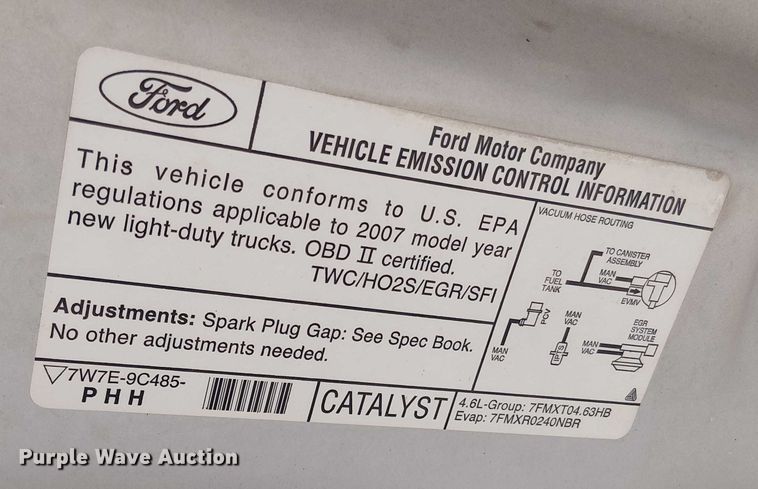 Ford
Ford Motor Company
VEHICLE EMISSION CONTROL INFORMATION
This vehicle conforms to U.S. EPA
regulations applicable to 2007 model year
new light-duty trucks. OBD II certified.
TWC/HO2S/EGR/SFI
Adjustments: Spark Plug Gap: See Spec Book.
No other adjustments needed.
VACUUM HOSE ROUTING
TO CANISTER
ASSEMBLY
TO
FUEL
TANK
MAN
VAC
EVMV
PCV
MAN
VAC
MAN
VAC
EGR
SYSTEM
MODULE
MAN
VAC
7W7E-9C485-
PHH
CATALYST
4.6L-Group: 7FMXT04.63HB
Evap: 7FMXR0240NBR
Purple Wave Auction